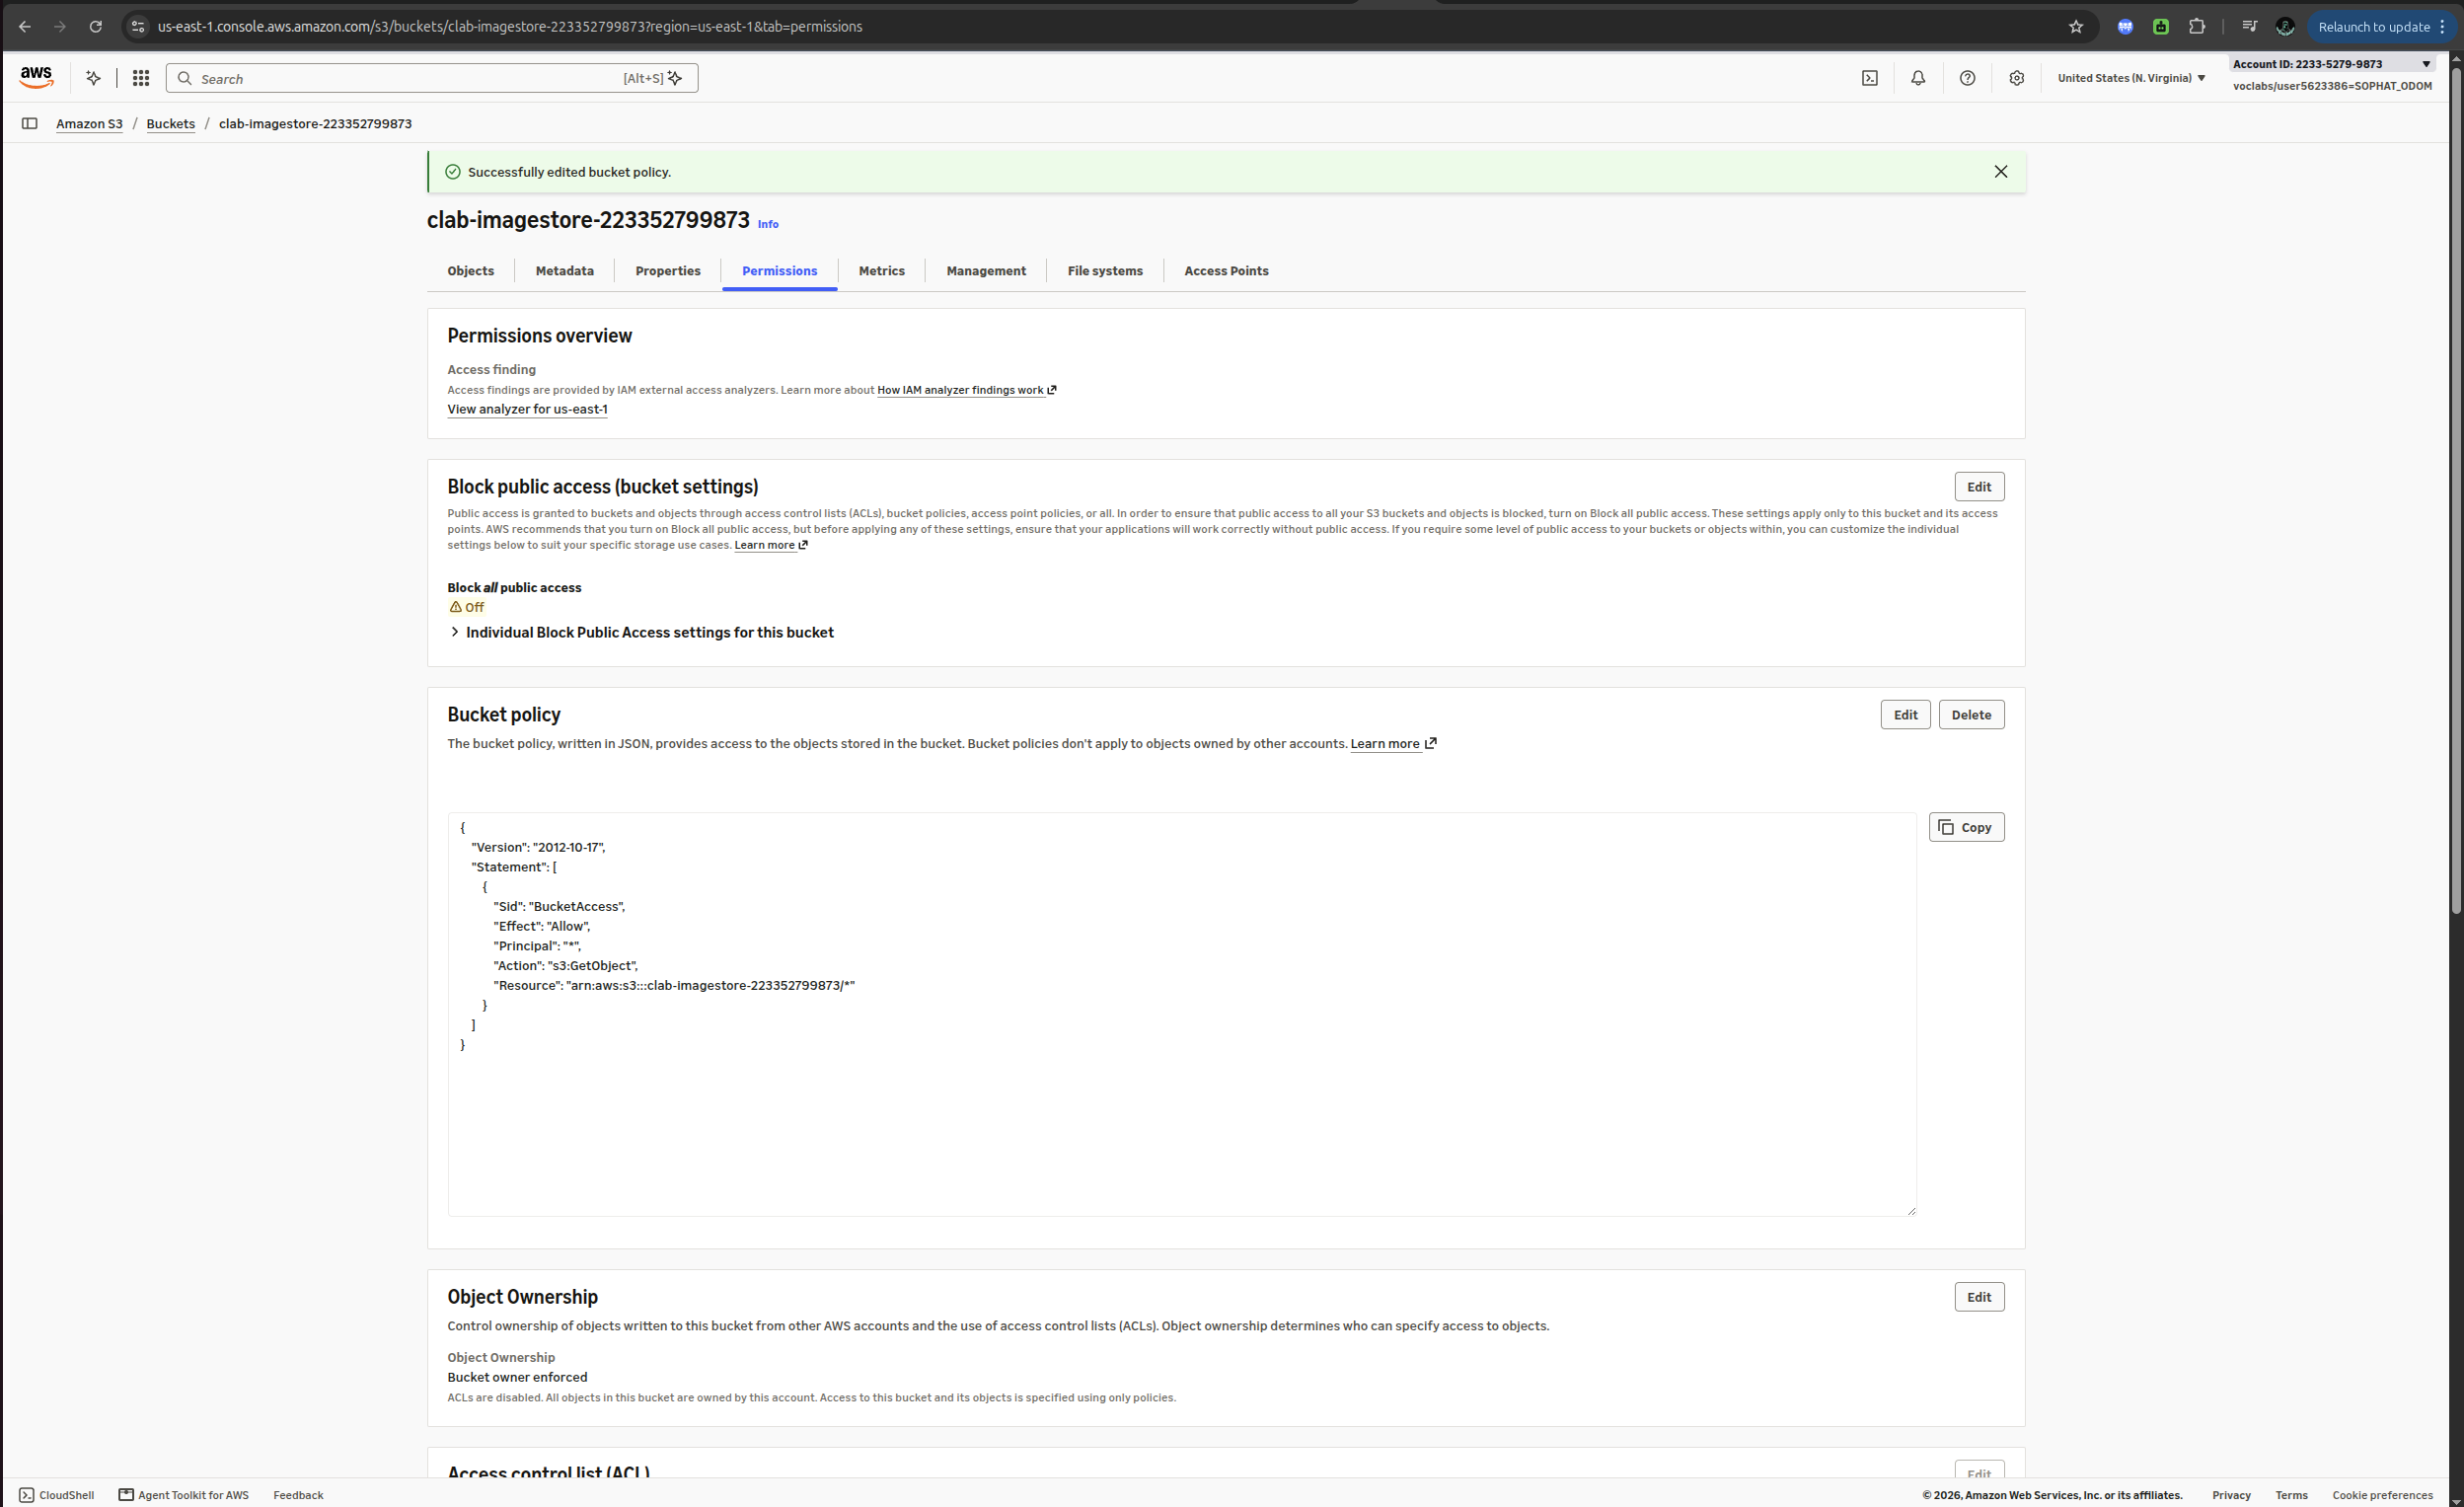 us-east-1.console.aws.amazon.com/s3/buckets/clab-imagestore-223352799873?region=us-east-1&tab=permissions
Relaunch to update
aws
Search
[Alt+S]
United States (N. Virginia)
Account ID: 2233-5279-9873
voclabs/user5623386=SOPHAT_ODOM
Amazon S3 / Buckets / clab-imagestore-223352799873
Successfully edited bucket policy.
clab-imagestore-223352799873 Info
Objects
Metadata
Properties
Permissions
Metrics
Management
File systems
Access Points
Permissions overview
Access finding
Access findings are provided by IAM external access analyzers. Learn more about How IAM analyzer findings work
View analyzer for us-east-1
Block public access (bucket settings)
Edit
Public access is granted to buckets and objects through access control lists (ACLs), bucket policies, access point policies, or all. In order to ensure that public access to all your S3 buckets and objects is blocked, turn on Block all public access. These settings apply only to this bucket and its access
points. AWS recommends that you turn on Block all public access, but before applying any of these settings, ensure that your applications will work correctly without public access. If you require some level of public access to your buckets or objects within, you can customize the individual
settings below to suit your specific storage use cases. Learn more
Block all public access
Off
Individual Block Public Access settings for this bucket
Bucket policy
Edit
Delete
The bucket policy, written in JSON, provides access to the objects stored in the bucket. Bucket policies don't apply to objects owned by other accounts. Learn more
Copy
{
"Version": "2012-10-17",
"Statement": [
{
"Sid": "BucketAccess",
"Effect": "Allow",
"Principal": "*",
"Action": "s3:GetObject",
"Resource": "arn:aws:s3:::clab-imagestore-223352799873/*"
}
]
}
Object Ownership
Edit
Control ownership of objects written to this bucket from other AWS accounts and the use of access control lists (ACLs). Object ownership determines who can specify access to objects.
Object Ownership
Bucket owner enforced
ACLs are disabled. All objects in this bucket are owned by this account. Access to this bucket and its objects is specified using only policies.
Access control list (ACL)
Edit
CloudShell
Agent Toolkit for AWS
Feedback
© 2026, Amazon Web Services, Inc. or its affiliates.
Privacy
Terms
Cookie preferences